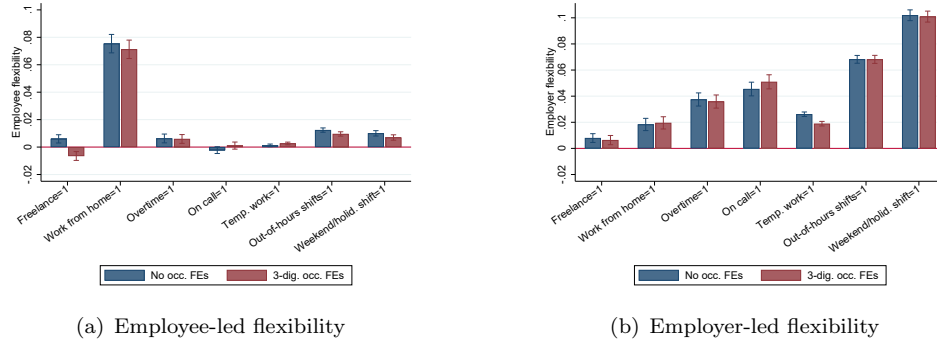 Employee flexibility
-.02 0 .02 .04 .06 .08 .1
Freelance=1
Work from home=1
Overtime=1
On call=1
Temp. work=1
Out-of-hours shifts=1
Weekend/holid. shift=1
No occ. FEs 3-dig. occ. FEs
(a) Employee-led flexibility
Employer flexibility
-.02 0 .02 .04 .06 .08 .1
Freelance=1
Work from home=1
Overtime=1
On call=1
Temp. work=1
Out-of-hours shifts=1
Weekend/holid. shift=1
No occ. FEs 3-dig. occ. FEs
(b) Employer-led flexibility